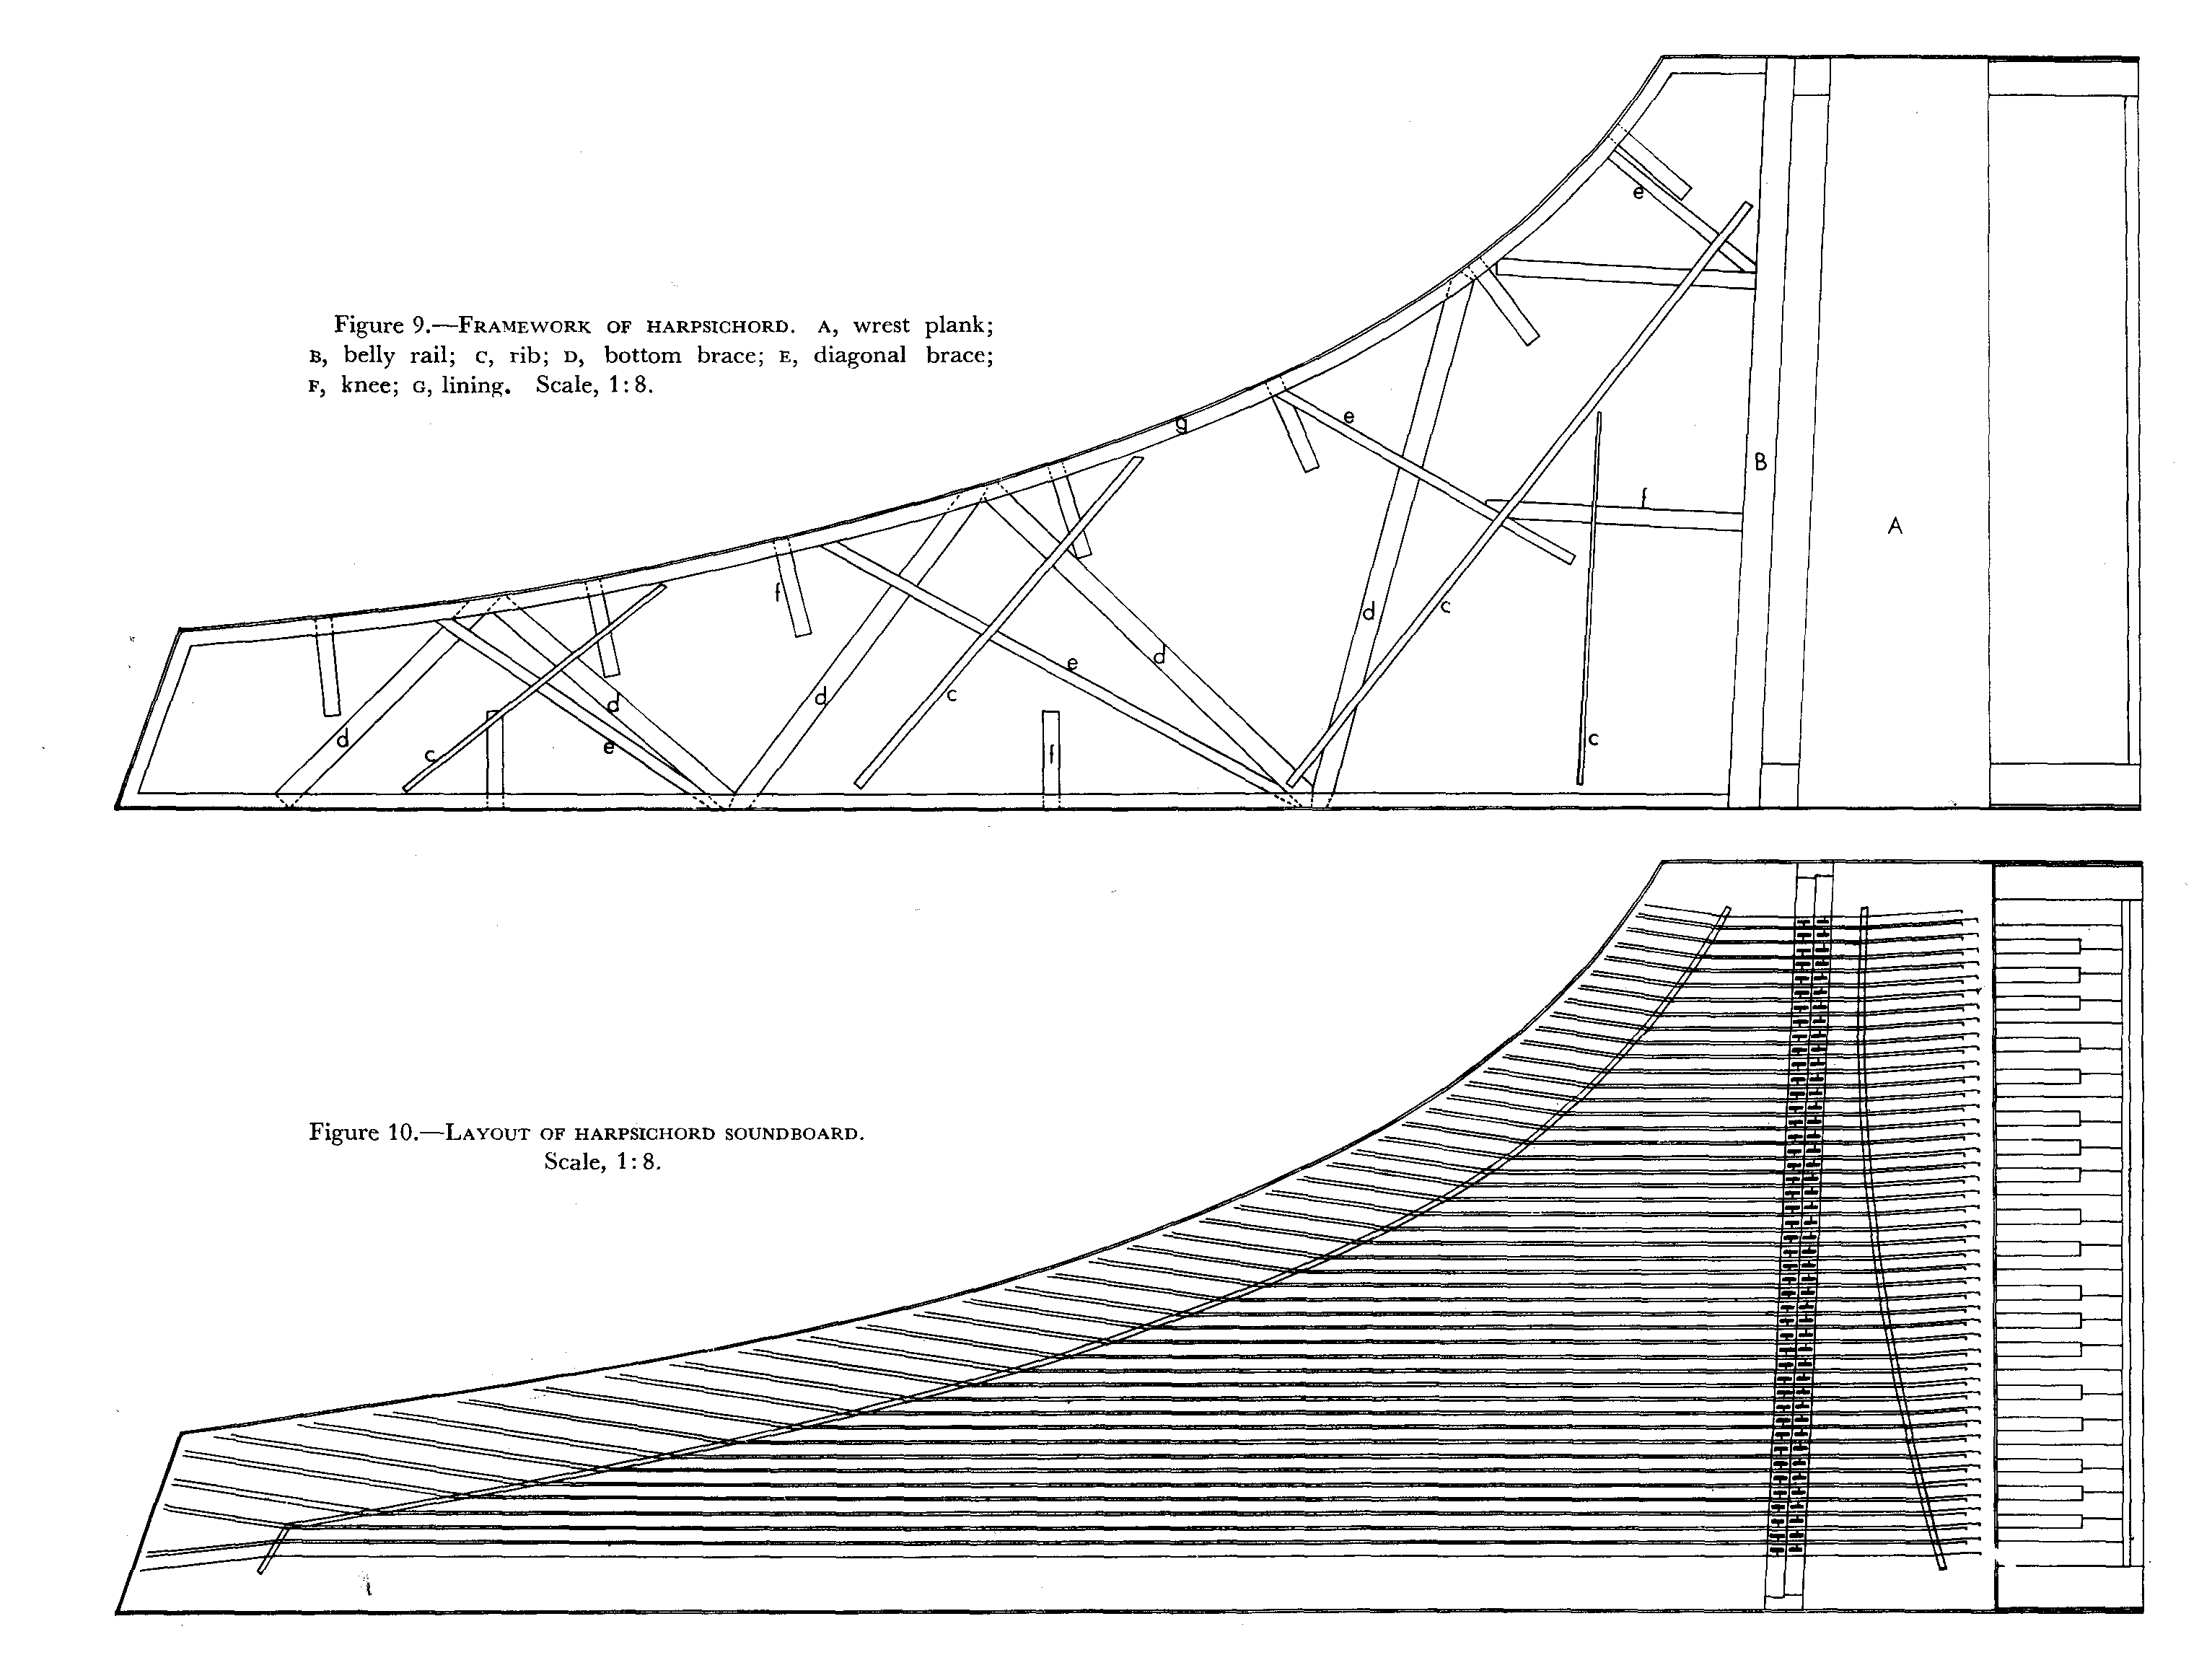 e
Figure 9.—FRAMEWORK OF HARPSICHORD. A, wrest plank;
B, belly rail; C, rib; D, bottom brace; E, diagonal brace;
F, knee; G, lining. Scale, 1:8.
e
g
B
f
A
f
d
c
e
d
c
d
d
d
c
e
f
c
Figure 10.—LAYOUT OF HARPSICHORD SOUNDBOARD.
Scale, 1:8.